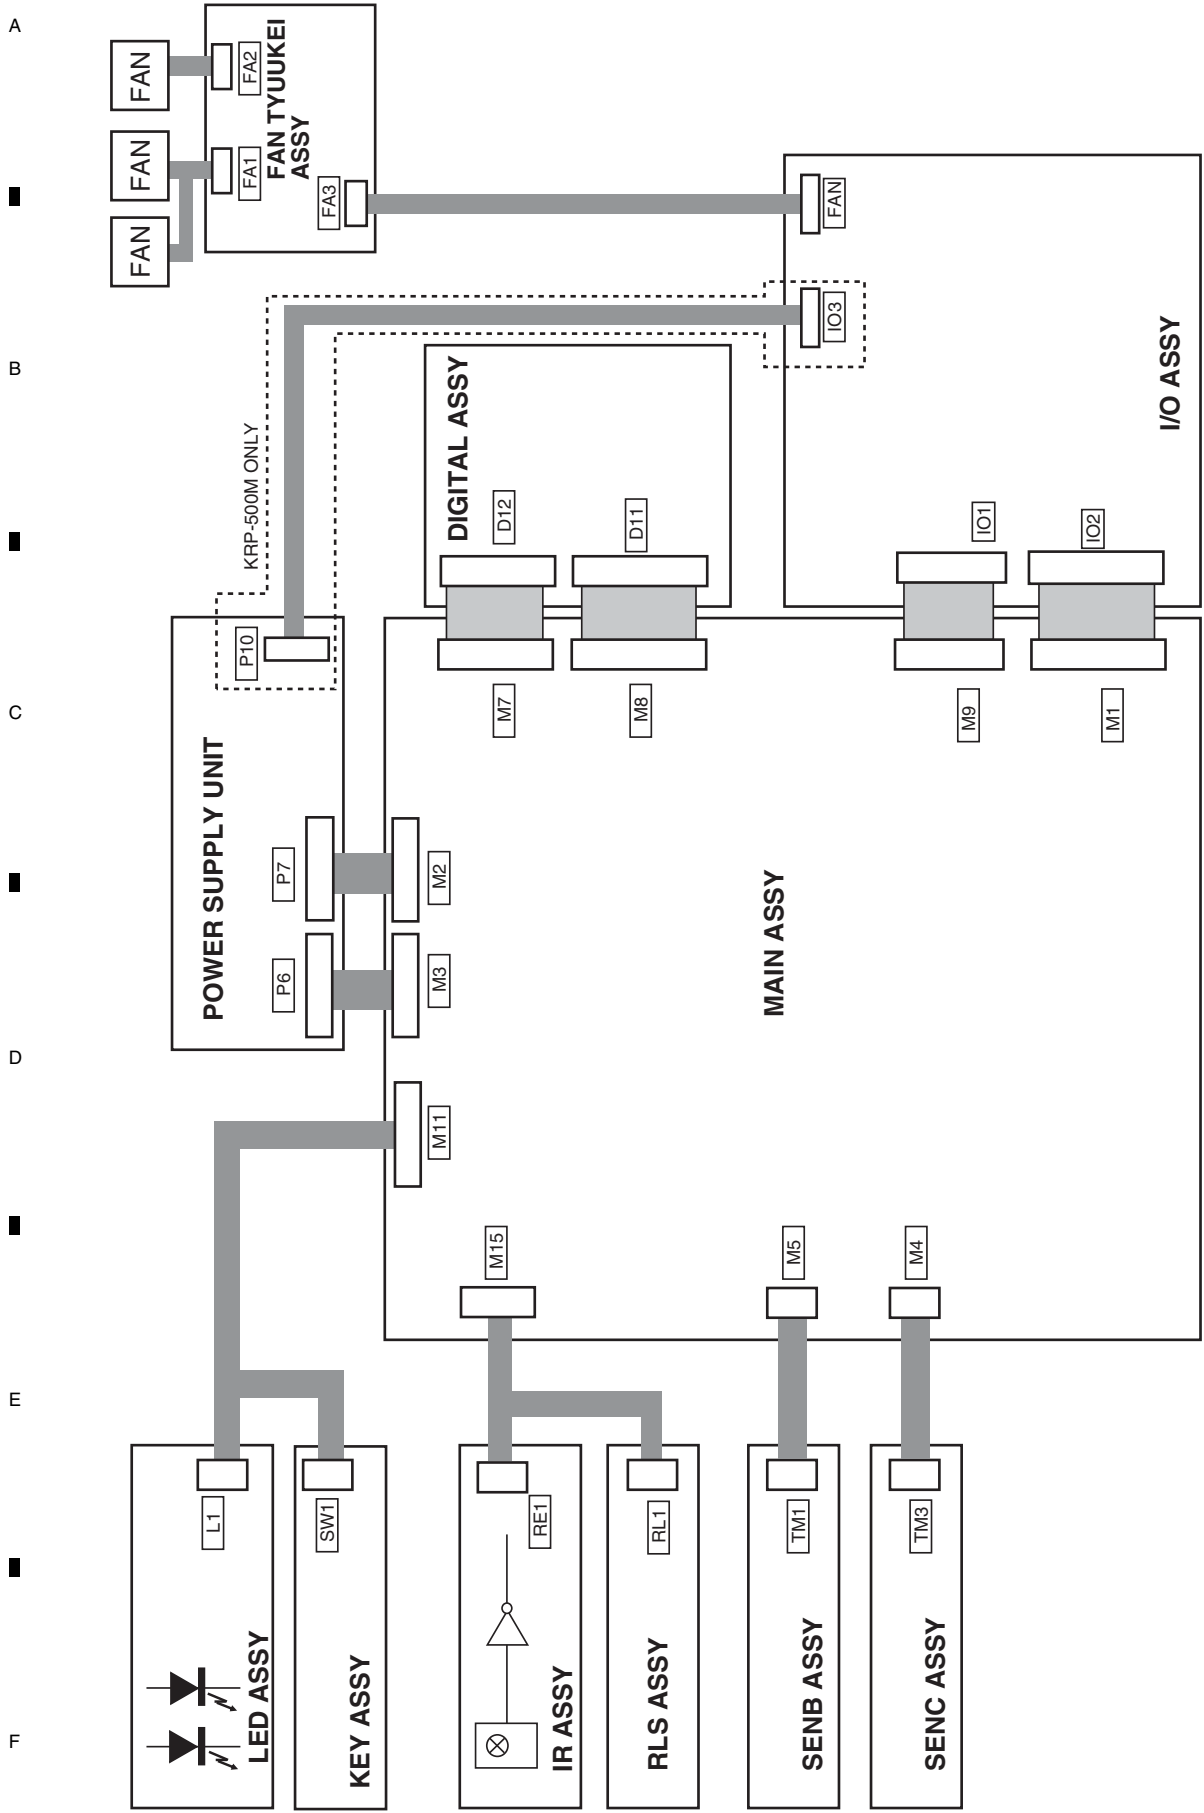 A
B
C
D
E
F
FAN
FAN
FAN
FA2
FA1
FAN TYUUKEI
ASSY
FA3
FAN
IO3
I/O ASSY
KRP-500M ONLY
DIGITAL ASSY
D12
D11
IO1
IO2
P10
POWER SUPPLY UNIT
P7
P6
M7
M8
M9
M1
M2
M3
MAIN ASSY
M11
M15
M5
M4
L1
LED ASSY
SW1
KEY ASSY
RE1
IR ASSY
RL1
RLS ASSY
TM1
SENB ASSY
TM3
SENC ASSY